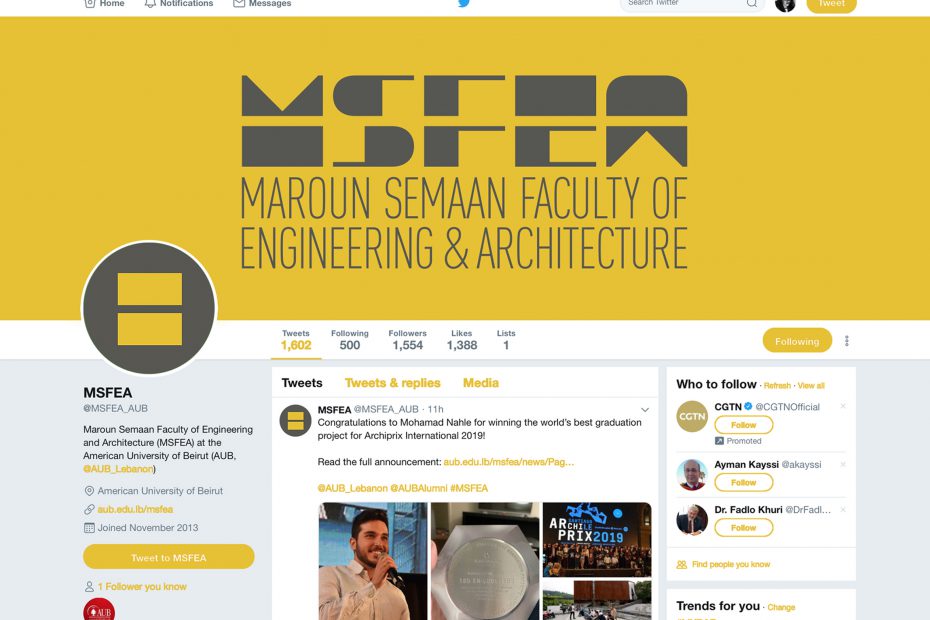 Home
Notifications
Messages
Search Twitter
Tweet
MSFEA
MSFEA
MAROUN SEMAAN FACULTY OF
ENGINEERING & ARCHITECTURE
Tweets
1,602
Following
500
Followers
1,554
Likes
1,388
Lists
1
Following
MSFEA
@MSFEA_AUB
Maroun Semaan Faculty of Engineering
and Architecture (MSFEA) at the
American University of Beirut (AUB,
@AUB_Lebanon)
American University of Beirut
aub.edu.lb/msfea
Joined November 2013
Tweet to MSFEA
1 Follower you know
AUB
Tweets Tweets & replies Media
MSFEA @MSFEA_AUB · 11h
Congratulations to Mohamad Nahle for winning the world's best graduation
project for Archiprix International 2019!
Read the full announcement: aub.edu.lb/msfea/news/Pag…
@AUB_Lebanon @AUBAlumni #MSFEA
SANTIAGO
ARCHI
PRIX2019
CHILE
Who to follow · Refresh · View all
CGTN
CGTN @CGTNOfficial
Follow
Promoted
Ayman Kayssi @akayssi
Follow
Dr. Fadlo Khuri @DrFadl...
Follow
Find people you know
Trends for you · Change